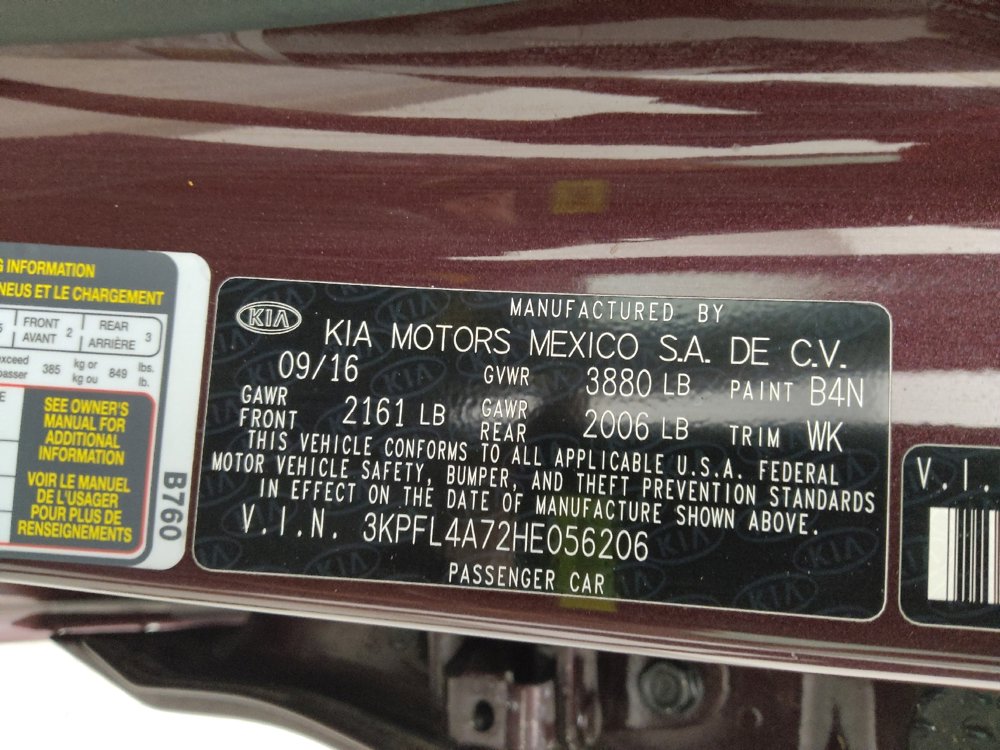 G INFORMATION
NEUS ET LE CHARGEMENT
5 FRONT AVANT 2 REAR ARRIÈRE 3
exceed passer 385 kg or kg ou 849 lbs. lb.
SEE OWNER'S
MANUAL FOR
ADDITIONAL
INFORMATION
VOIR LE MANUEL
DE L'USAGER
POUR PLUS DE
RENSEIGNEMENTS
B760
KIA
MANUFACTURED BY
KIA MOTORS MEXICO S.A. DE C.V.
09/16 GVWR 3880 LB PAINT B4N
GAWR FRONT 2161 LB GAWR REAR 2006 LB TRIM WK
THIS VEHICLE CONFORMS TO ALL APPLICABLE U.S.A. FEDERAL
MOTOR VEHICLE SAFETY, BUMPER, AND THEFT PREVENTION STANDARDS
IN EFFECT ON THE DATE OF MANUFACTURE SHOWN ABOVE.
V.I.N. 3KPFL4A72HE056206
PASSENGER CAR
V.I.